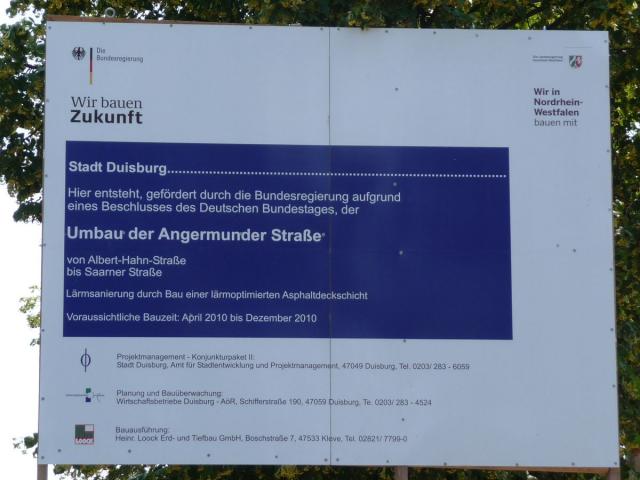 Die
Bundesregierung
Wir bauen
Zukunft
Wir in
Nordrhein-
Westfalen
bauen mit
Stadt Duisburg.....................................................................................
Hier entsteht, gefördert durch die Bundesregierung aufgrund
eines Beschlusses des Deutschen Bundestages, der
Umbau der Angermunder Straße
von Albert-Hahn-Straße
bis Saarner Straße
Lärmsanierung durch Bau einer lärmoptimierten Asphaltdeckschicht
Voraussichtliche Bauzeit: April 2010 bis Dezember 2010
Projektmanagement - Konjunkturpaket II:
Stadt Duisburg, Amt für Stadtentwicklung und Projektmanagement, 47049 Duisburg, Tel. 0203/ 283 - 6059
Planung und Bauüberwachung:
Wirtschaftsbetriebe Duisburg - AöR, Schifferstraße 190, 47059 Duisburg, Te. 0203/ 283 - 4524
Bauausführung:
LOOCK
Heinr. Loock Erd- und Tiefbau GmbH, Boschstraße 7, 47533 Kleve, Tel. 02821/ 7799-0